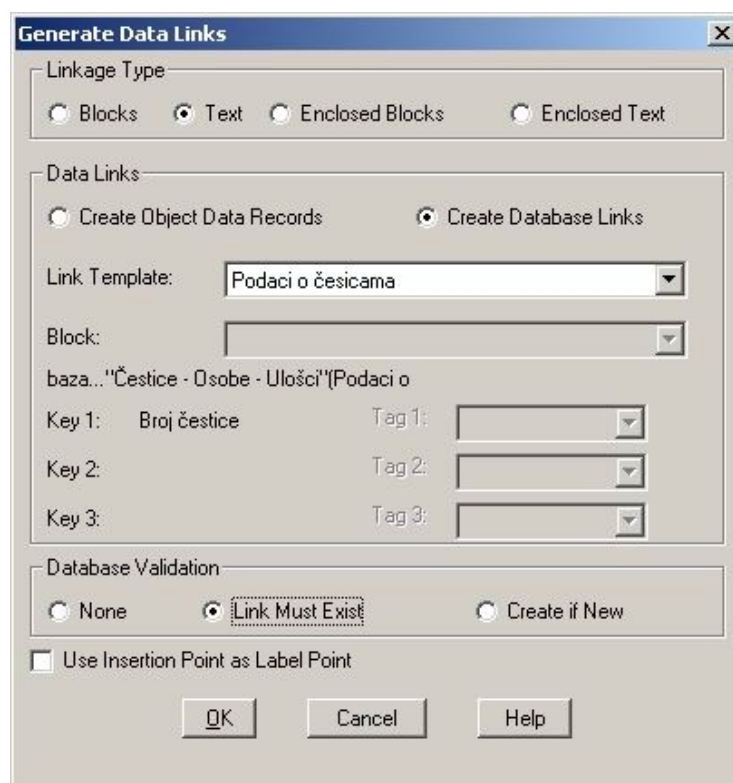 Generate Data Links
Linkage Type
Blocks Text Enclosed Blocks Enclosed Text
Data Links
Create Object Data Records Create Database Links
Link Template: Podaci o česicama
Block:
baza..."Čestice - Osobe - Ulošci"(Podaci o
Key 1: Broj čestice Tag 1:
Key 2: Tag 2:
Key 3: Tag 3:
Database Validation
None Link Must Exist Create if New
Use Insertion Point as Label Point
OK Cancel Help